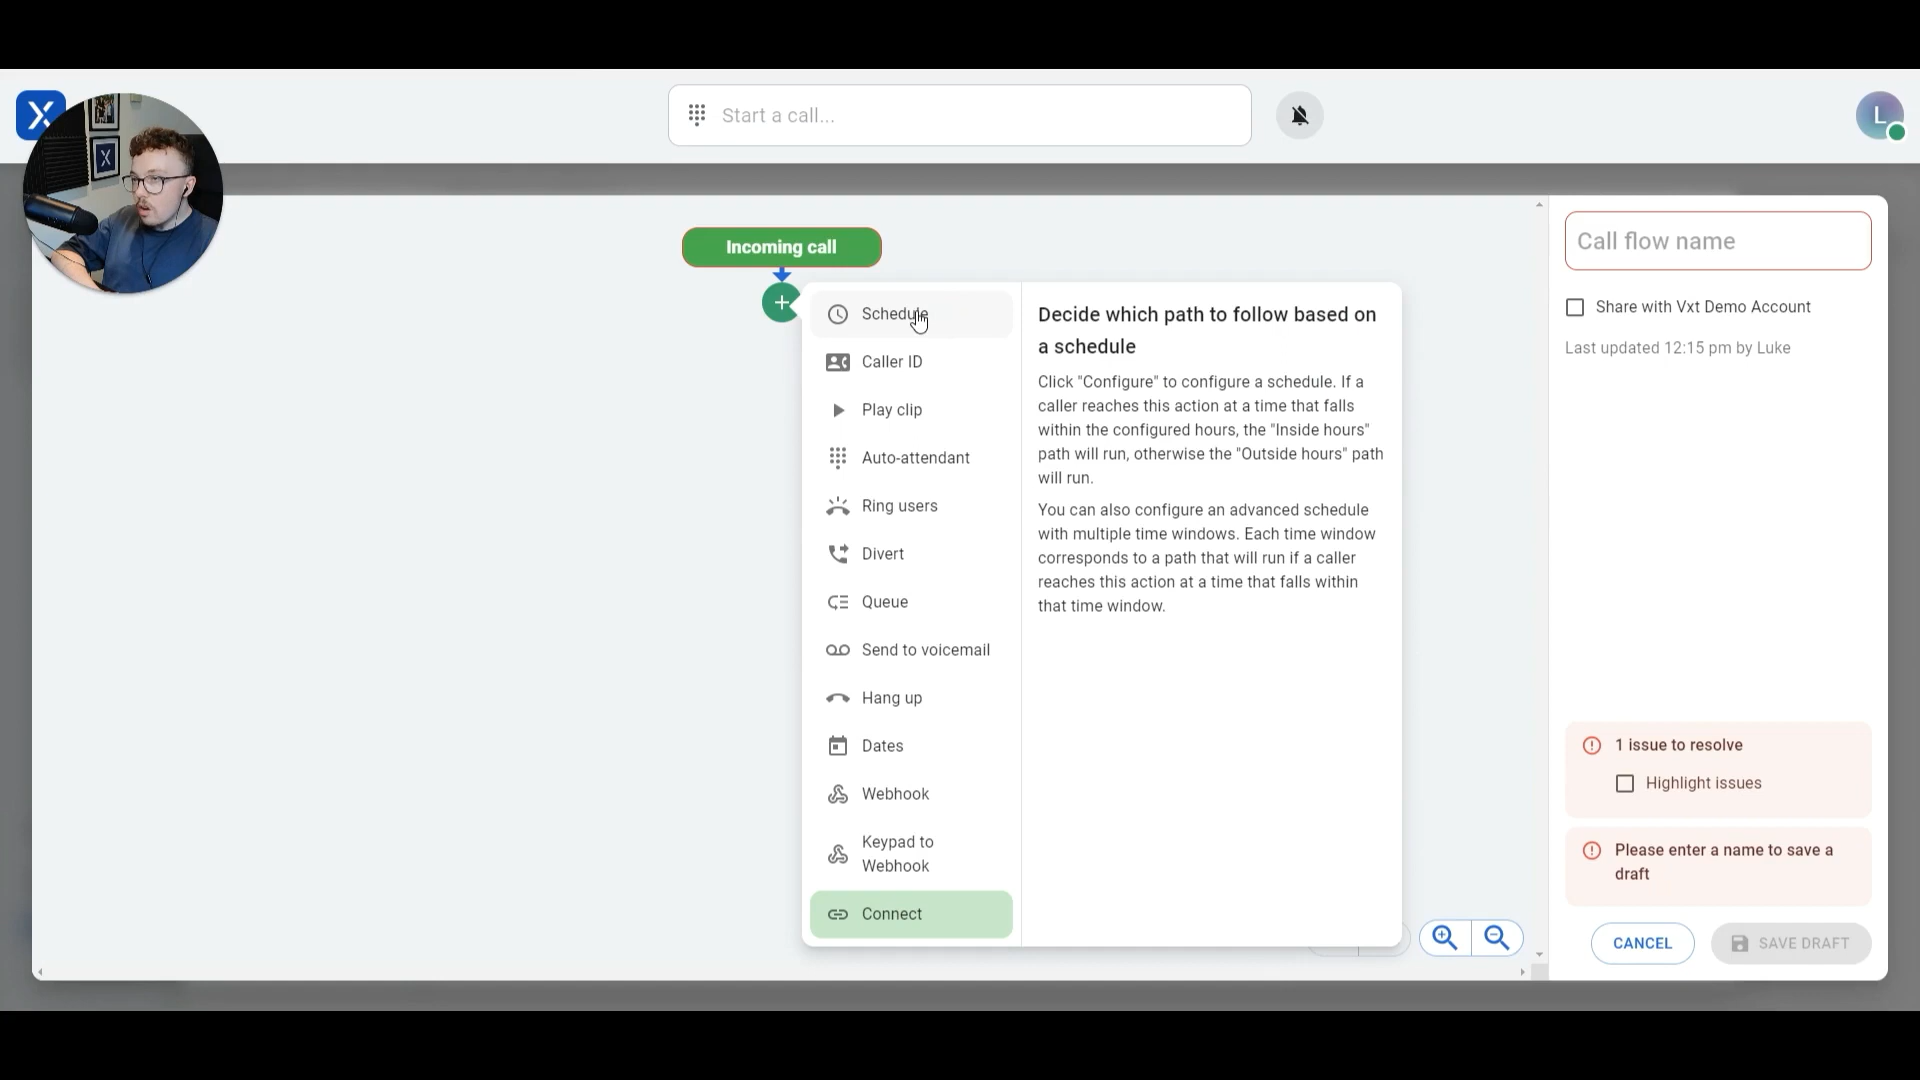 X
X
Start a call...
L
Incoming call
Schedule
Caller ID
Play clip
Auto-attendant
Ring users
Divert
Queue
Send to voicemail
Hang up
Dates
Webhook
Keypad to
Webhook
Connect
Decide which path to follow based on
a schedule
Click "Configure" to configure a schedule. If a
caller reaches this action at a time that falls
within the configured hours, the "Inside hours"
path will run, otherwise the "Outside hours" path
will run.
You can also configure an advanced schedule
with multiple time windows. Each time window
corresponds to a path that will run if a caller
reaches this action at a time that falls within
that time window.
Call flow name
Share with Vxt Demo Account
Last updated 12:15 pm by Luke
1 issue to resolve
Highlight issues
Please enter a name to save a
draft
CANCEL
SAVE DRAFT